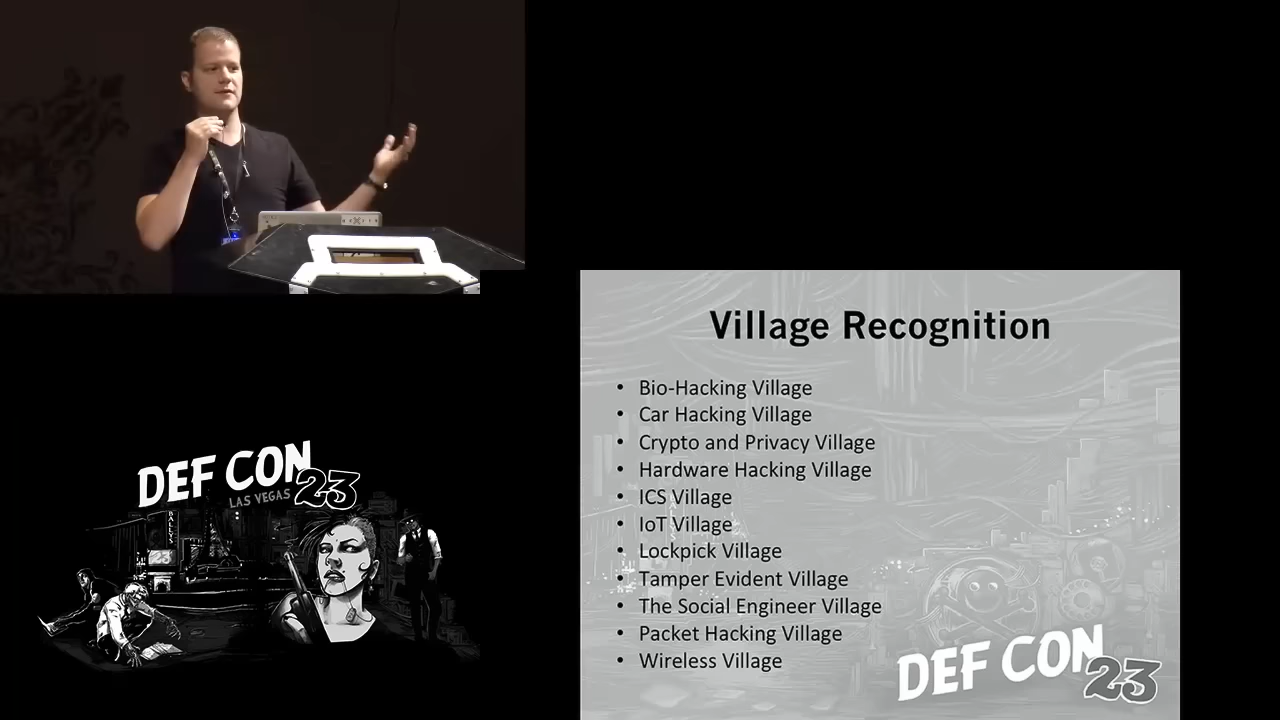 Village Recognition
• Bio-Hacking Village
• Car Hacking Village
• Crypto and Privacy Village
• Hardware Hacking Village
• ICS Village
• IoT Village
• Lockpick Village
• Tamper Evident Village
• The Social Engineer Village
• Packet Hacking Village
• Wireless Village
DEF CON 23
DEF CON
LAS VEGAS 23
BALLYS